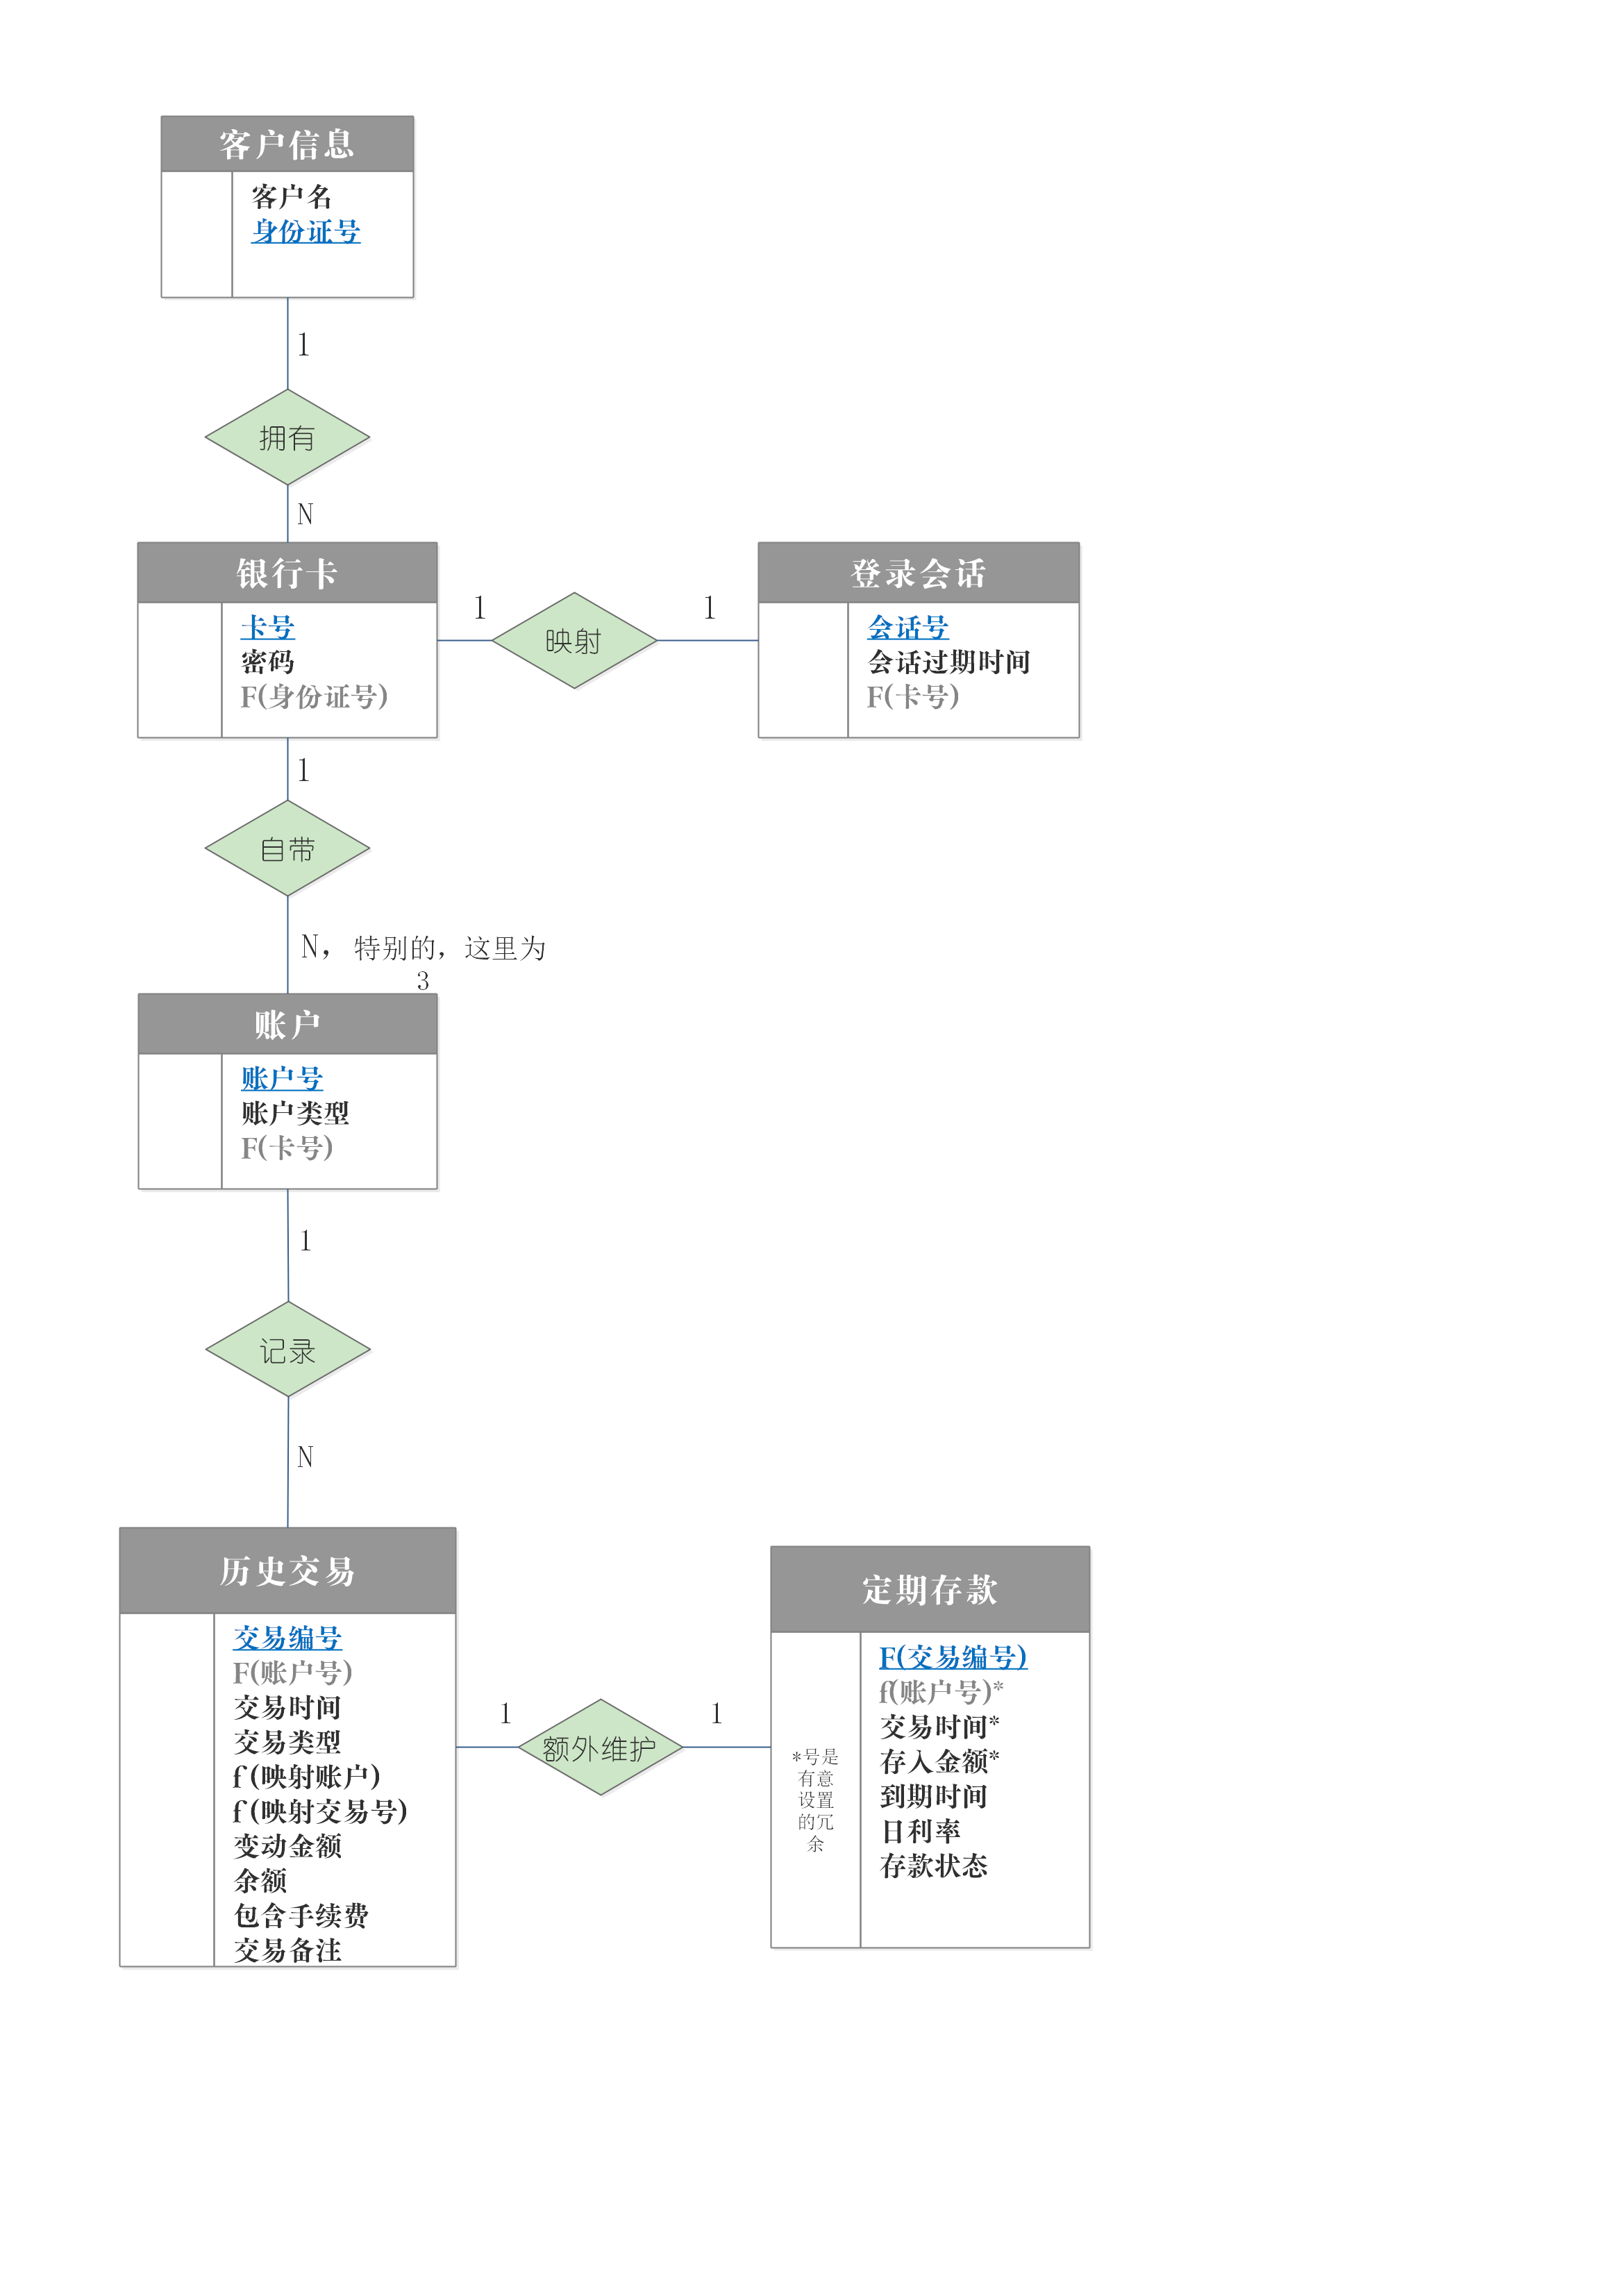 客户信息
客户名
身份证号
1
拥有
N
银行卡
卡号
密码
F(身份证号)
1
映射
1
登录会话
会话号
会话过期时间
F(卡号)
1
自带
N，特别的，这里为
3
账户
账户号
账户类型
F(卡号)
1
记录
N
历史交易
交易编号
F(账户号)
交易时间
交易类型
f(映射账户)
f(映射交易号)
变动金额
余额
包含手续费
交易备注
1
额外维护
1
定期存款
*号是
有意
设置
的冗
余
F(交易编号)
f(账户号)*
交易时间*
存入金额*
到期时间
日利率
存款状态